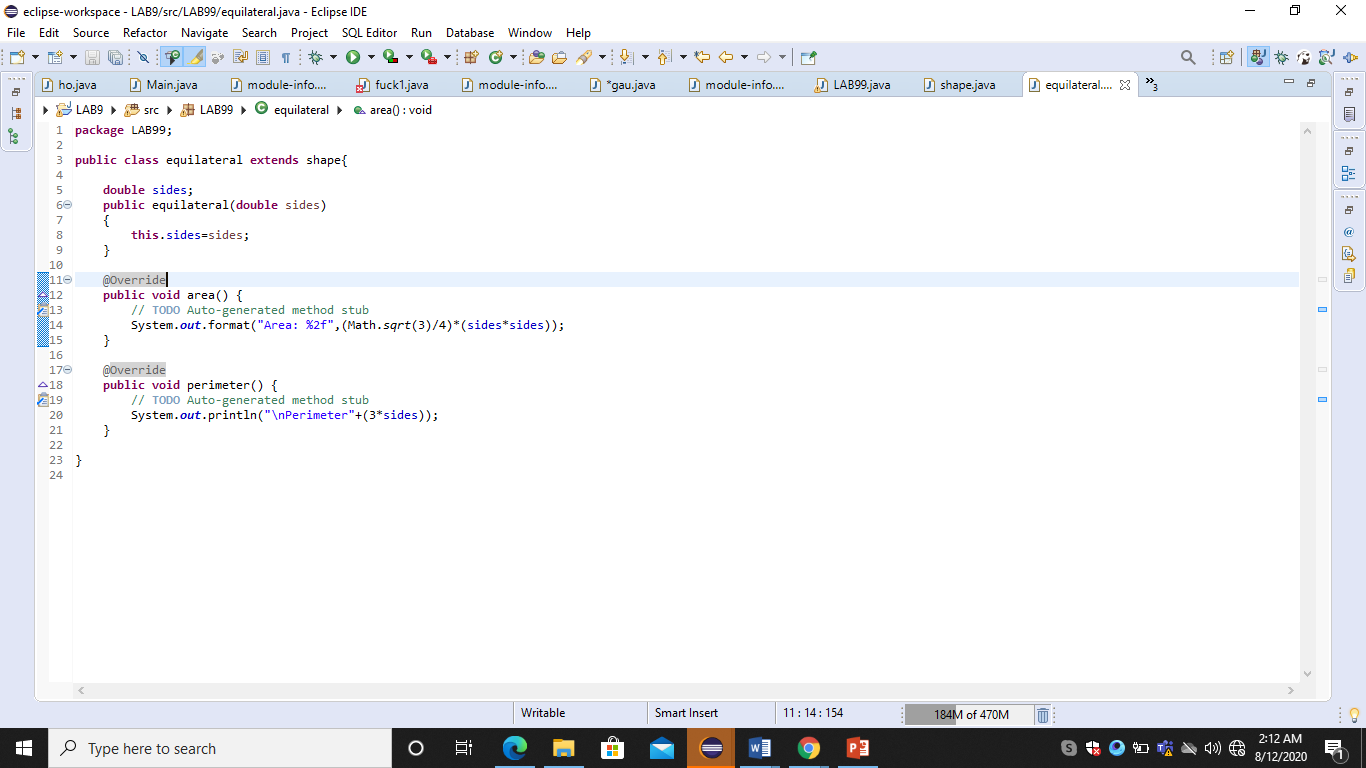 eclipse-workspace - LAB9/src/LAB99/equilateral.java - Eclipse IDE
File Edit Source Refactor Navigate Search Project SQL Editor Run Database Window Help
ho.java Main.java module-info.... fuck1.java module-info.... *gau.java module-info.... LAB99.java shape.java equilateral.... »3
LAB9 src LAB99 equilateral area() : void
1 package LAB99;
2
3 public class equilateral extends shape{
4
5 double sides;
6 public equilateral(double sides)
7 {
8 this.sides=sides;
9 }
10
11 @Override
12 public void area() {
13 // TODO Auto-generated method stub
14 System.out.format("Area: %2f",(Math.sqrt(3)/4)*(sides*sides));
15 }
16
17 @Override
18 public void perimeter() {
19 // TODO Auto-generated method stub
20 System.out.println("\nPerimeter"+(3*sides));
21 }
22
23 }
24
Writable Smart Insert 11 : 14 : 154 184M of 470M
Type here to search
2:12 AM
8/12/2020
1